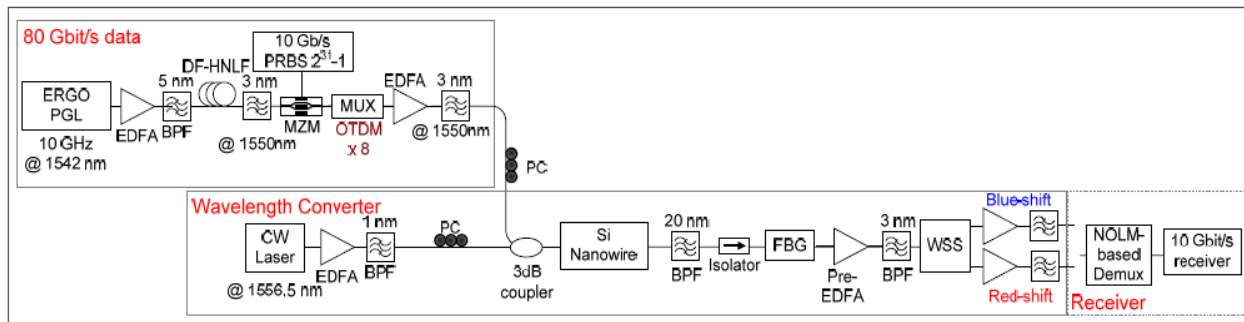 80 Gbit/s data
10 Gb/s
PRBS 2^31-1
DF-HNLF
5 nm
3 nm
EDFA
3 nm
ERGO
PGL
EDFA
BPF
MZM
MUX
10 GHz
@ 1542 nm
@ 1550nm
OTDM
x 8
@ 1550nm
PC
Wavelength Converter
Blue-shift
1 nm
PC
20 nm
3 nm
CW
Laser
Si
Nanowire
FBG
WSS
NOLM-
based
Demux
10 Gbit/s
receiver
EDFA
BPF
3dB
coupler
BPF
Isolator
Pre-
EDFA
BPF
@ 1556.5 nm
Red-shift
Receiver